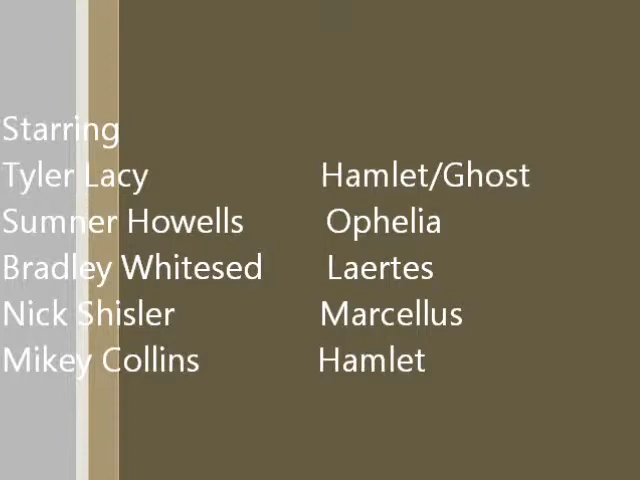 Starring
Tyler Lacy Hamlet/Ghost
Sumner Howells Ophelia
Bradley Whitesed Laertes
Nick Shisler Marcellus
Mikey Collins Hamlet